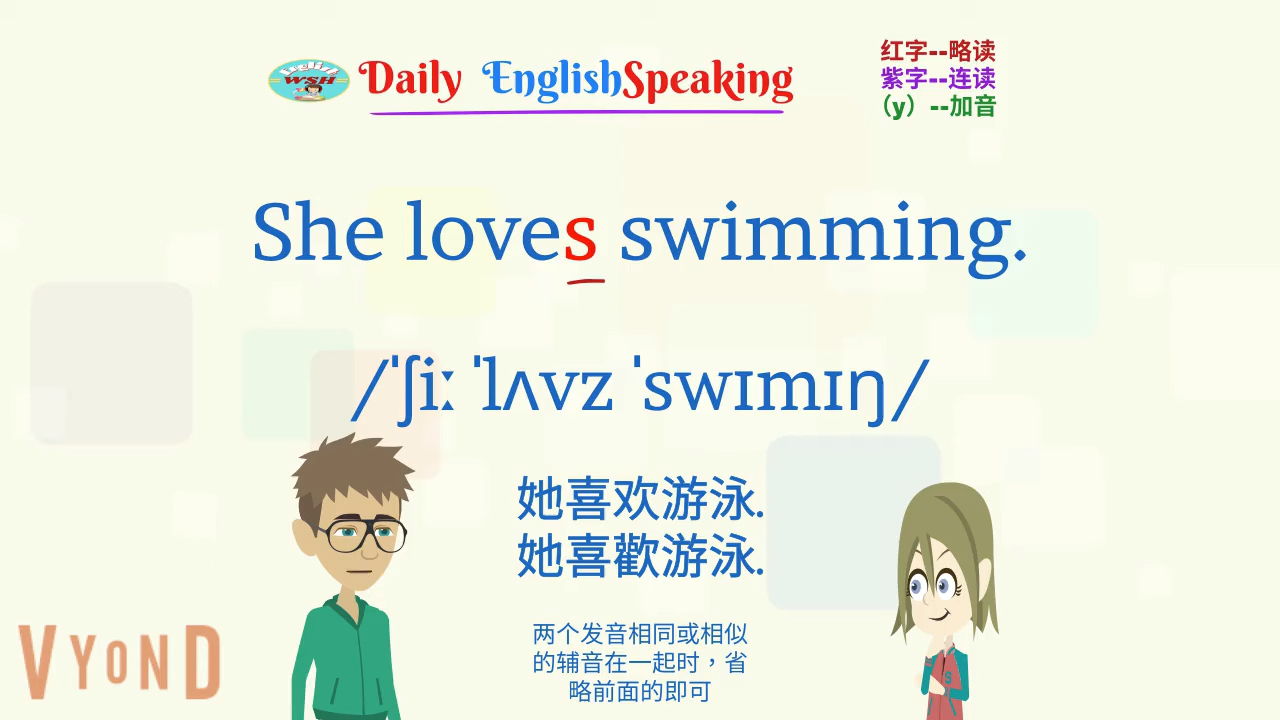 English
WSH
Daily EnglishSpeaking
红字--略读
紫字--连读
（y）--加音
She loves swimming.
/ˈʃiː ˈlʌvz ˈswɪmɪŋ/
她喜欢游泳.
她喜歡游泳.
两个发音相同或相似
的辅音在一起时，省
略前面的即可
VYOND
S